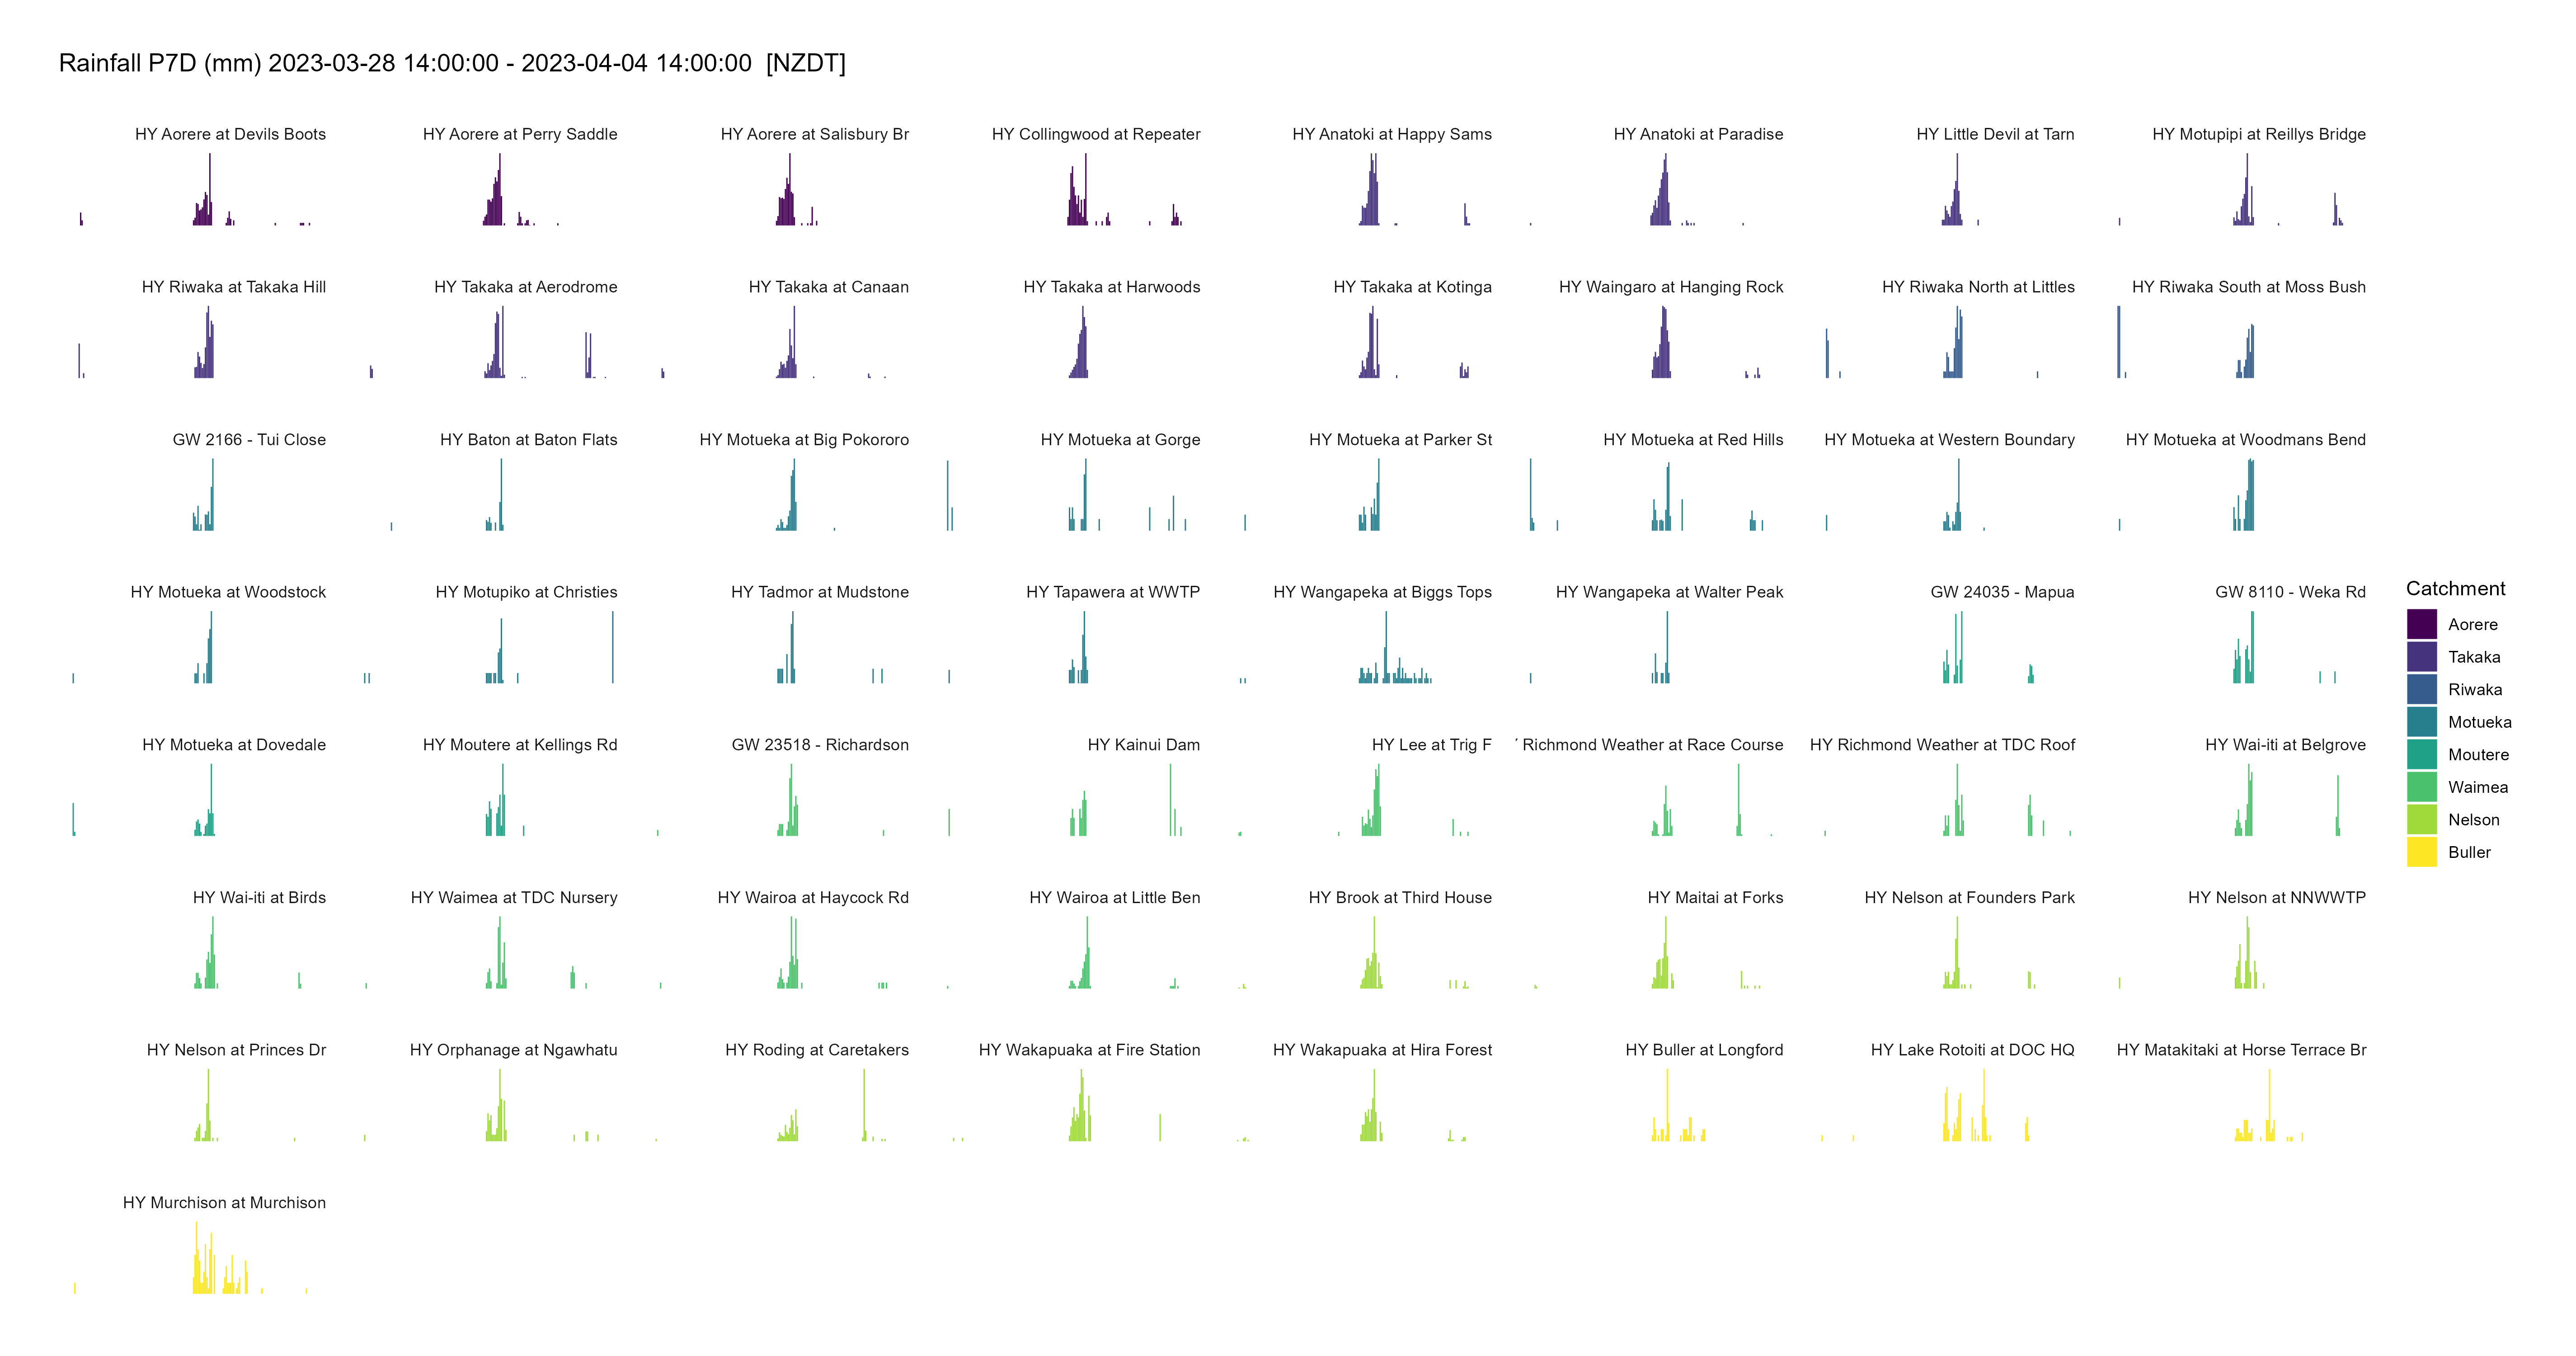 Rainfall P7D (mm) 2023-03-28 14:00:00 - 2023-04-04 14:00:00 [NZDT]
HY Aorere at Devils Boots
HY Aorere at Perry Saddle
HY Aorere at Salisbury Br
HY Collingwood at Repeater
HY Anatoki at Happy Sams
HY Anatoki at Paradise
HY Little Devil at Tarn
HY Motupipi at Reillys Bridge
HY Riwaka at Takaka Hill
HY Takaka at Aerodrome
HY Takaka at Canaan
HY Takaka at Harwoods
HY Takaka at Kotinga
HY Waingaro at Hanging Rock
HY Riwaka North at Littles
HY Riwaka South at Moss Bush
GW 2166 - Tui Close
HY Baton at Baton Flats
HY Motueka at Big Pokororo
HY Motueka at Gorge
HY Motueka at Parker St
HY Motueka at Red Hills
HY Motueka at Western Boundary
HY Motueka at Woodmans Bend
HY Motueka at Woodstock
HY Motupiko at Christies
HY Tadmor at Mudstone
HY Tapawera at WWTP
HY Wangapeka at Biggs Tops
HY Wangapeka at Walter Peak
GW 24035 - Mapua
GW 8110 - Weka Rd
HY Motueka at Dovedale
HY Moutere at Kellings Rd
GW 23518 - Richardson
HY Kainui Dam
HY Lee at Trig F
Richmond Weather at Race Course
HY Richmond Weather at TDC Roof
HY Wai-iti at Belgrove
HY Wai-iti at Birds
HY Waimea at TDC Nursery
HY Wairoa at Haycock Rd
HY Wairoa at Little Ben
HY Brook at Third House
HY Maitai at Forks
HY Nelson at Founders Park
HY Nelson at NNWWTP
HY Nelson at Princes Dr
HY Orphanage at Ngawhatu
HY Roding at Caretakers
HY Wakapuaka at Fire Station
HY Wakapuaka at Hira Forest
HY Buller at Longford
HY Lake Rotoiti at DOC HQ
HY Matakitaki at Horse Terrace Br
HY Murchison at Murchison
Catchment
Aorere
Takaka
Riwaka
Motueka
Moutere
Waimea
Nelson
Buller